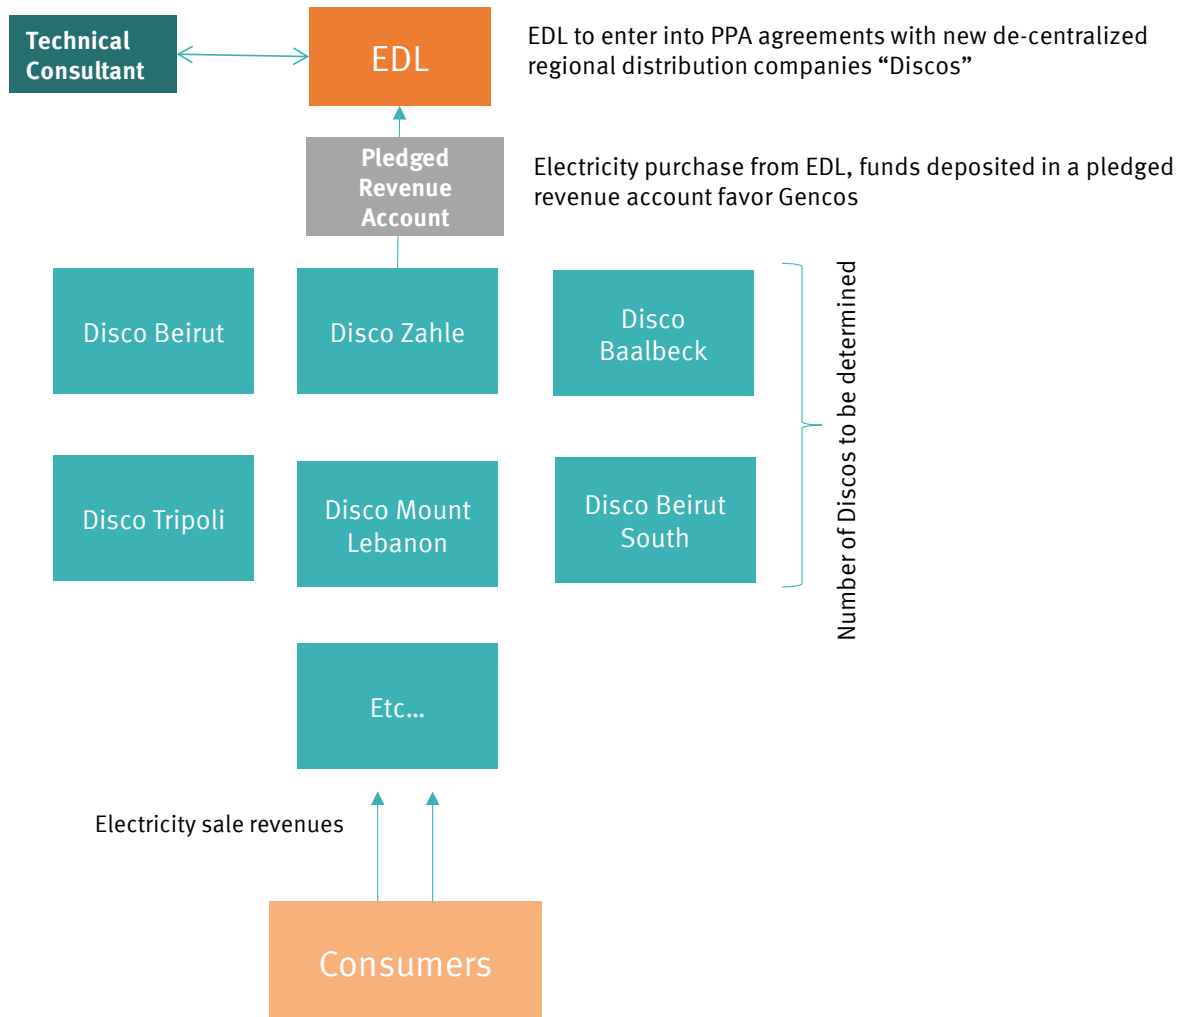 Technical
Consultant
EDL
EDL to enter into PPA agreements with new de-centralized
regional distribution companies “Discos”
Pledged
Revenue
Account
Electricity purchase from EDL, funds deposited in a pledged
revenue account favor Gencos
Disco Beirut
Disco Zahle
Disco
Baalbeck
Disco Tripoli
Disco Mount
Lebanon
Disco Beirut
South
Number of Discos to be determined
Etc…
Electricity sale revenues
Consumers